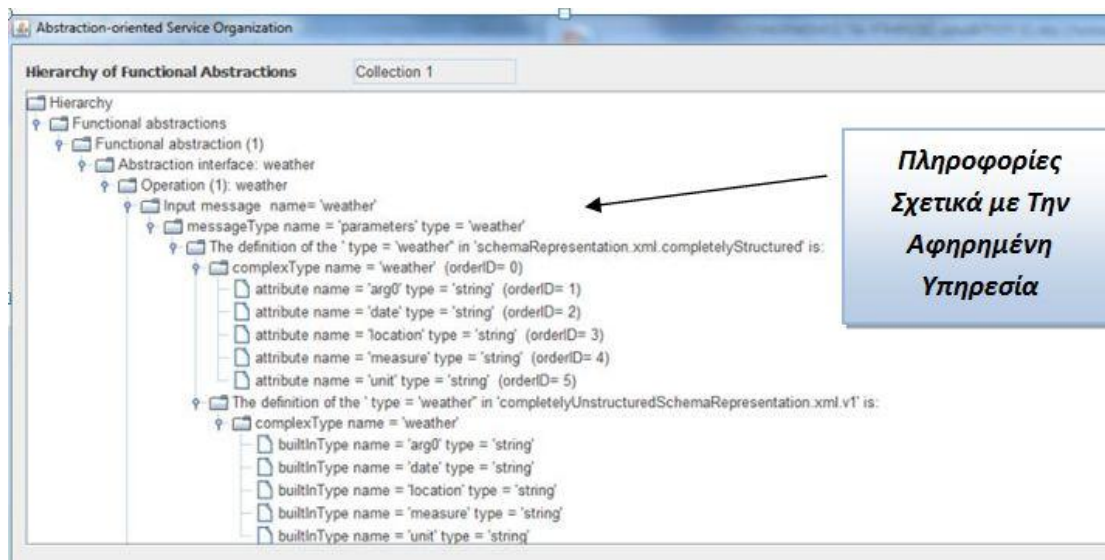 Abstraction-oriented Service Organization
Hierarchy of Functional Abstractions
Collection 1
Hierarchy
Functional abstractions
Functional abstraction (1)
Abstraction interface: weather
Operation (1): weather
Input message name= 'weather'
messageType name = 'parameters' type = 'weather'
The definition of the ' type = 'weather'' in 'schemaRepresentation.xml.completelyStructured' is:
complexType name = 'weather' (orderID= 0)
attribute name = 'arg0' type = 'string' (orderID= 1)
attribute name = 'date' type = 'string' (orderID= 2)
attribute name = 'location' type = 'string' (orderID= 3)
attribute name = 'measure' type = 'string' (orderID= 4)
attribute name = 'unit' type = 'string' (orderID= 5)
The definition of the ' type = 'weather'' in 'completelyUnstructuredSchemaRepresentation.xml.v1' is:
complexType name = 'weather'
builtInType name = 'arg0' type = 'string'
builtInType name = 'date' type = 'string'
builtInType name = 'location' type = 'string'
builtInType name = 'measure' type = 'string'
builtInType name = 'unit' type = 'string'
Πληροφορίες
Σχετικά με Την
Αφηρημένη
Υπηρεσία